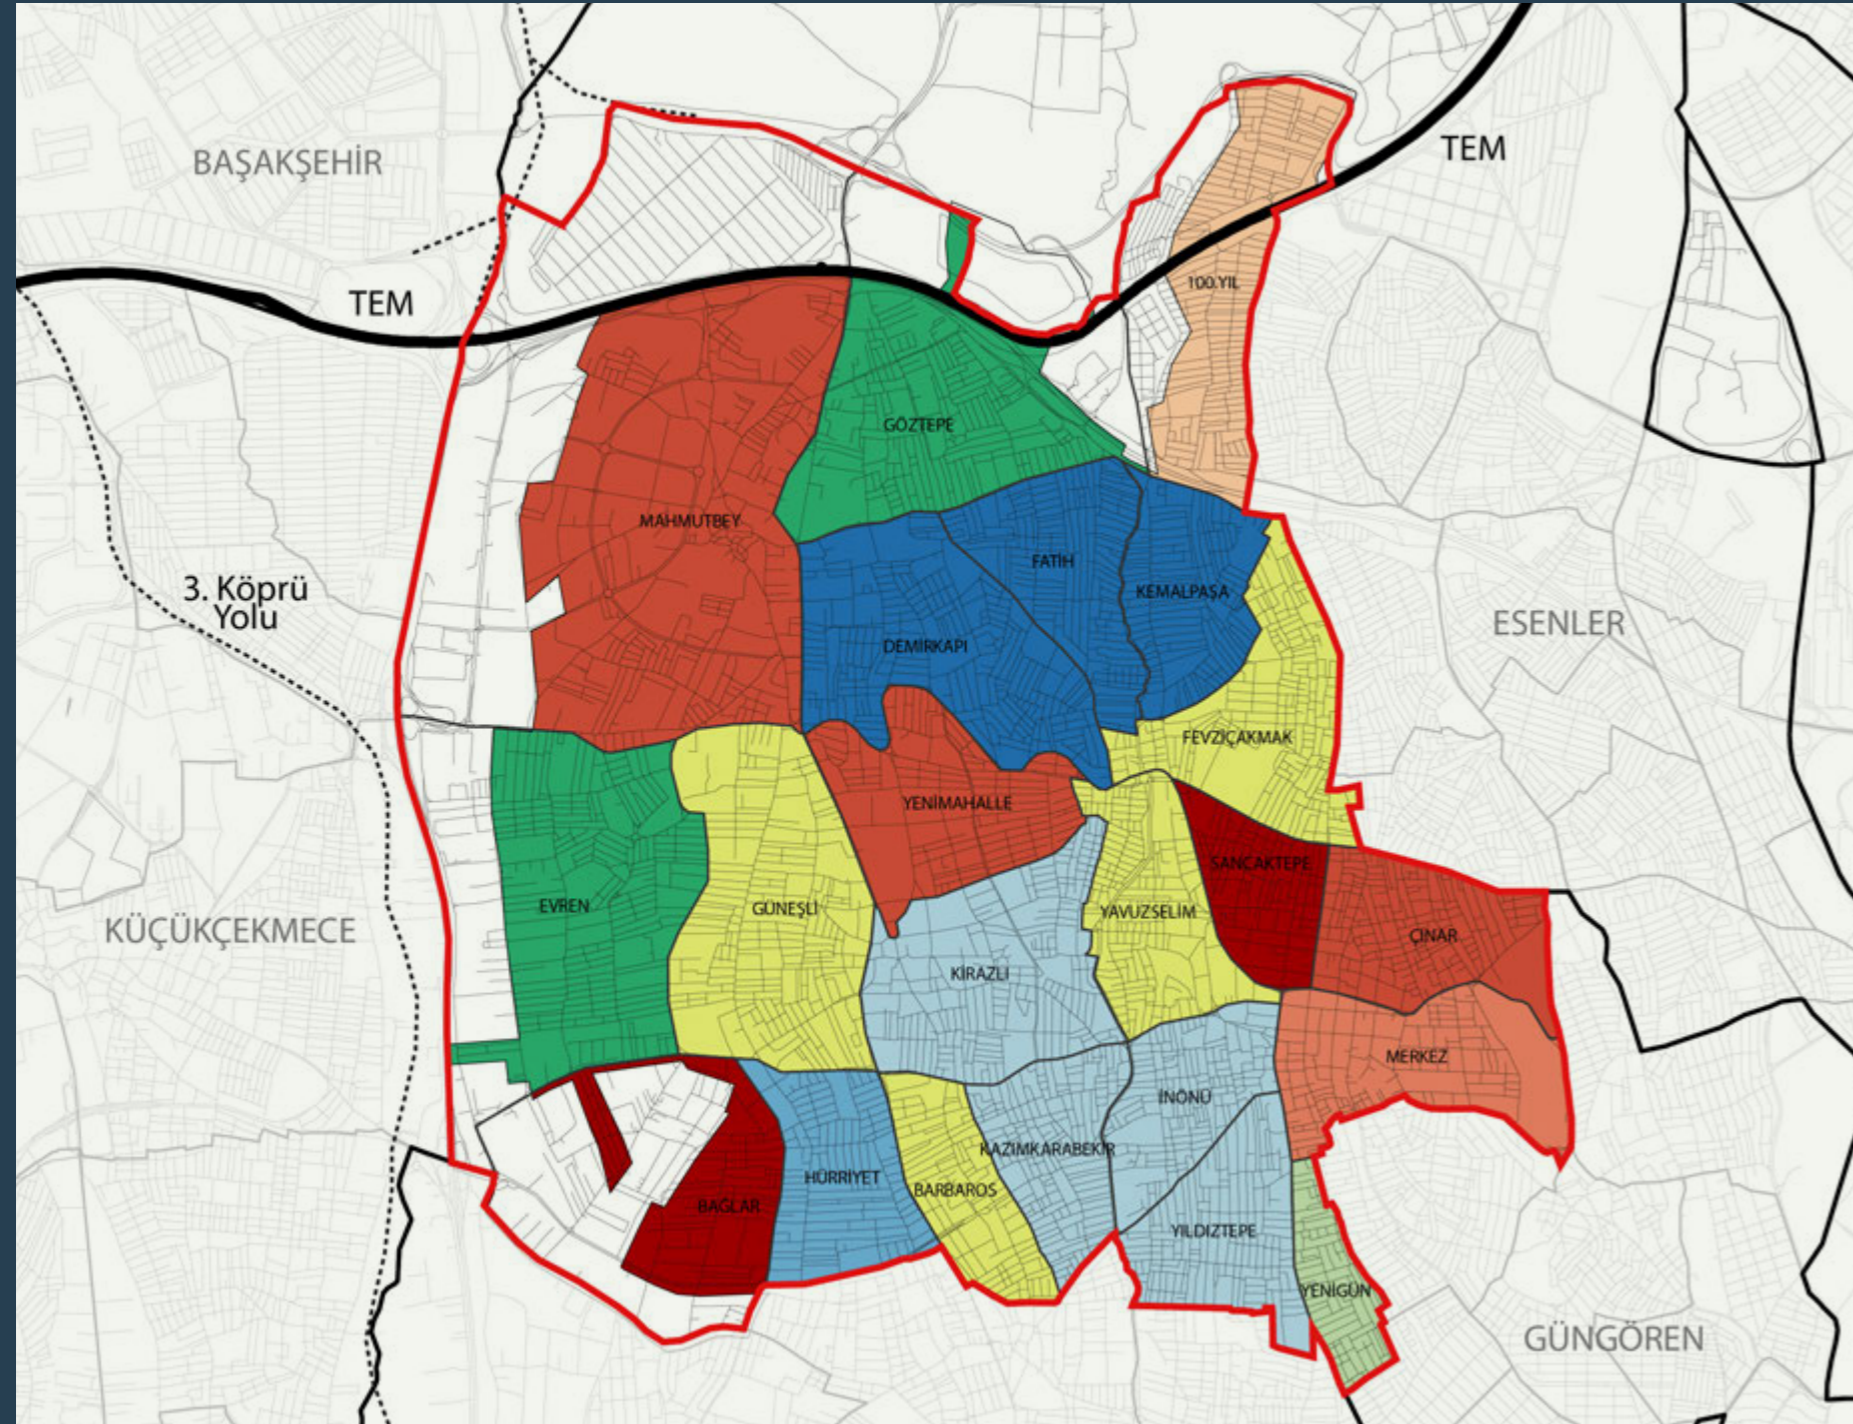 BAŞAKŞEHİR
TEM
TEM
100.YIL
GÖZTEPE
MAHMUTBEY
FATİH
3. Köprü
Yolu
KEMALPAŞA
ESENLER
DEMİRKAPI
FEVZİÇAKMAK
YENİMAHALLE
SANCAKTEPE
EVREN
GÜNEŞLİ
YAVUZSELİM
KÜÇÜKÇEKMECE
ÇINAR
KİRAZLI
MERKEZ
İNÖNÜ
KAZIMKARABEKİR
HÜRRİYET
BARBAROS
BAĞLAR
YILDIZTEPE
YENİGÜN
GÜNGÖREN